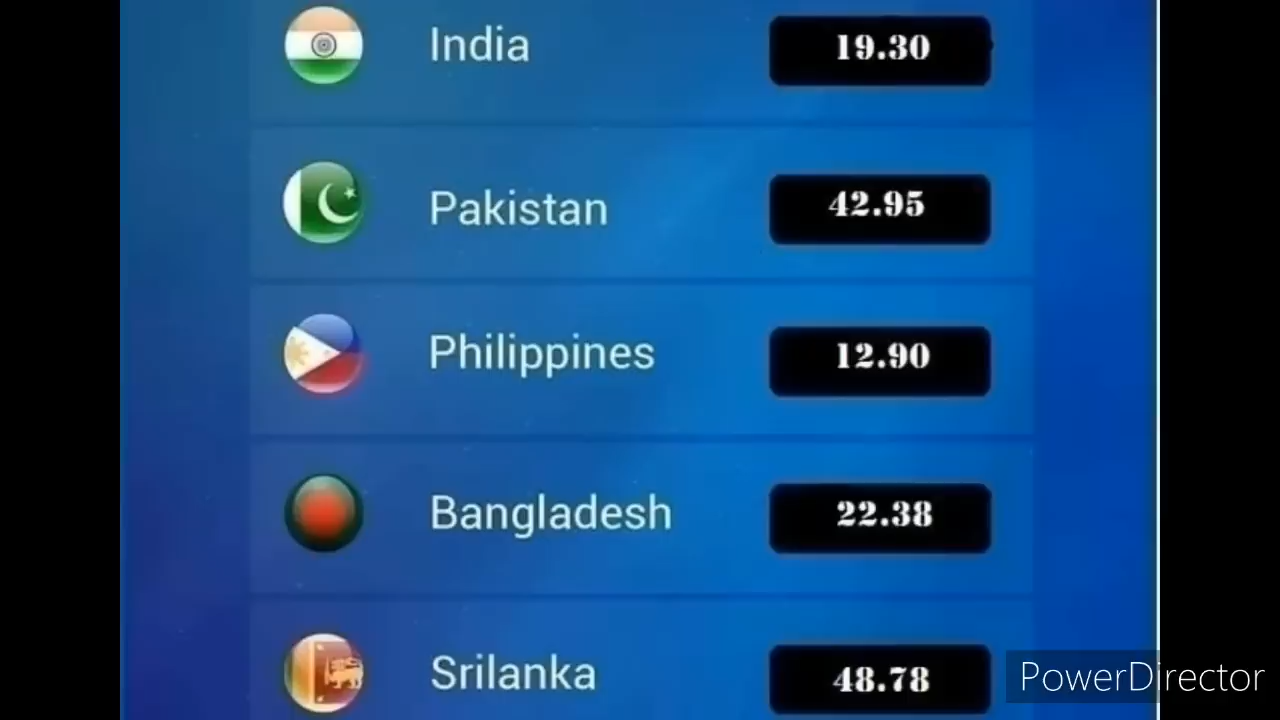 India 19.30
Pakistan 42.95
Philippines 12.90
Bangladesh 22.38
Srilanka 48.78
PowerDirector